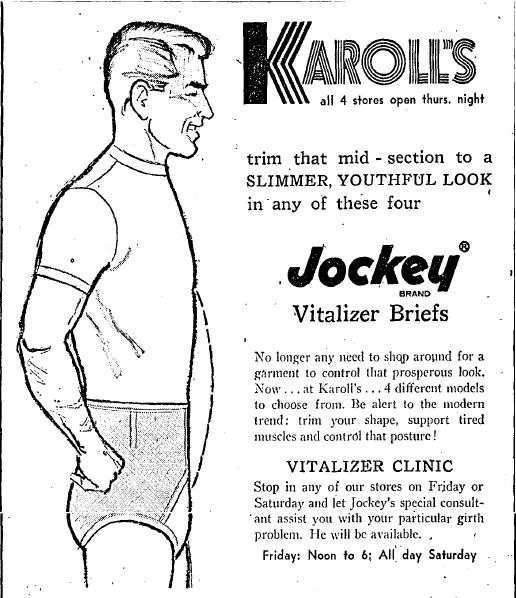 KAROLL'S
all 4 stores open thurs. night
trim that mid - section to a
SLIMMER, YOUTHFUL LOOK
in any of these four
Jockey®
BRAND
Vitalizer Briefs
No longer any need to shop around for a
garment to control that prosperous look.
Now . . . at Karoll's . . . 4 different models
to choose from. Be alert to the modern
trend: trim your shape, support tired
muscles and control that posture!
VITALIZER CLINIC
Stop in any of our stores on Friday or
Saturday and let Jockey's special consult-
ant assist you with your particular girth
problem. He will be available.
Friday: Noon to 6; All day Saturday